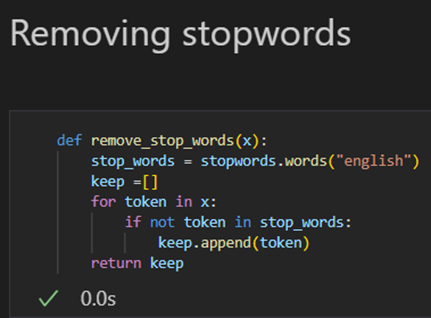 Removing stopwords
def remove_stop_words(x):
    stop_words = stopwords.words("english")
    keep =[]
    for token in x:
        if not token in stop_words:
            keep.append(token)
    return keep
0.0s